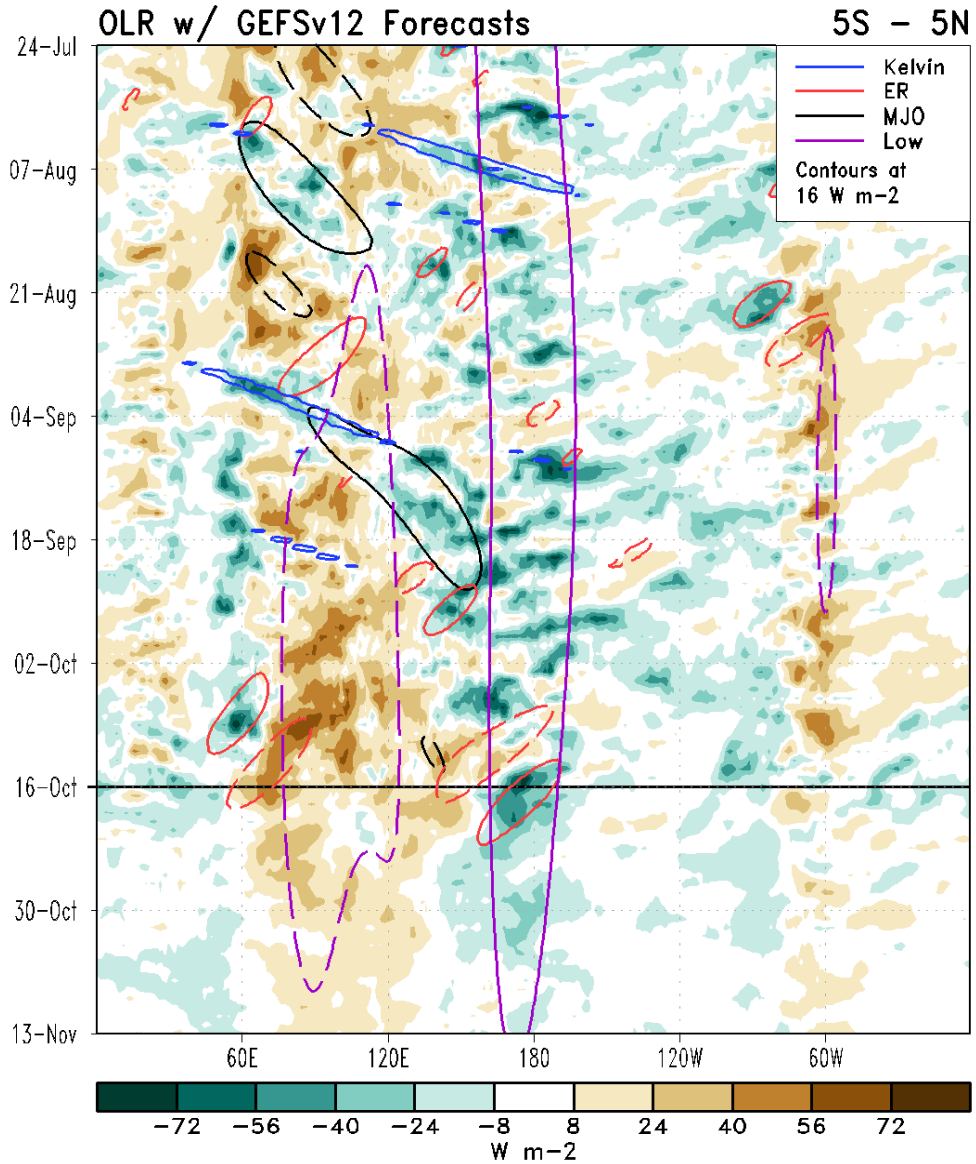 OLR w/ GEFSv12 Forecasts 5S - 5N
Kelvin
ER
MJO
Low
Contours at
16 W m-2
24-Jul
07-Aug
21-Aug
04-Sep
18-Sep
02-Oct
16-Oct
30-Oct
13-Nov
60E 120E 180 120W 60W
-72 -56 -40 -24 -8 8 24 40 56 72
W m-2